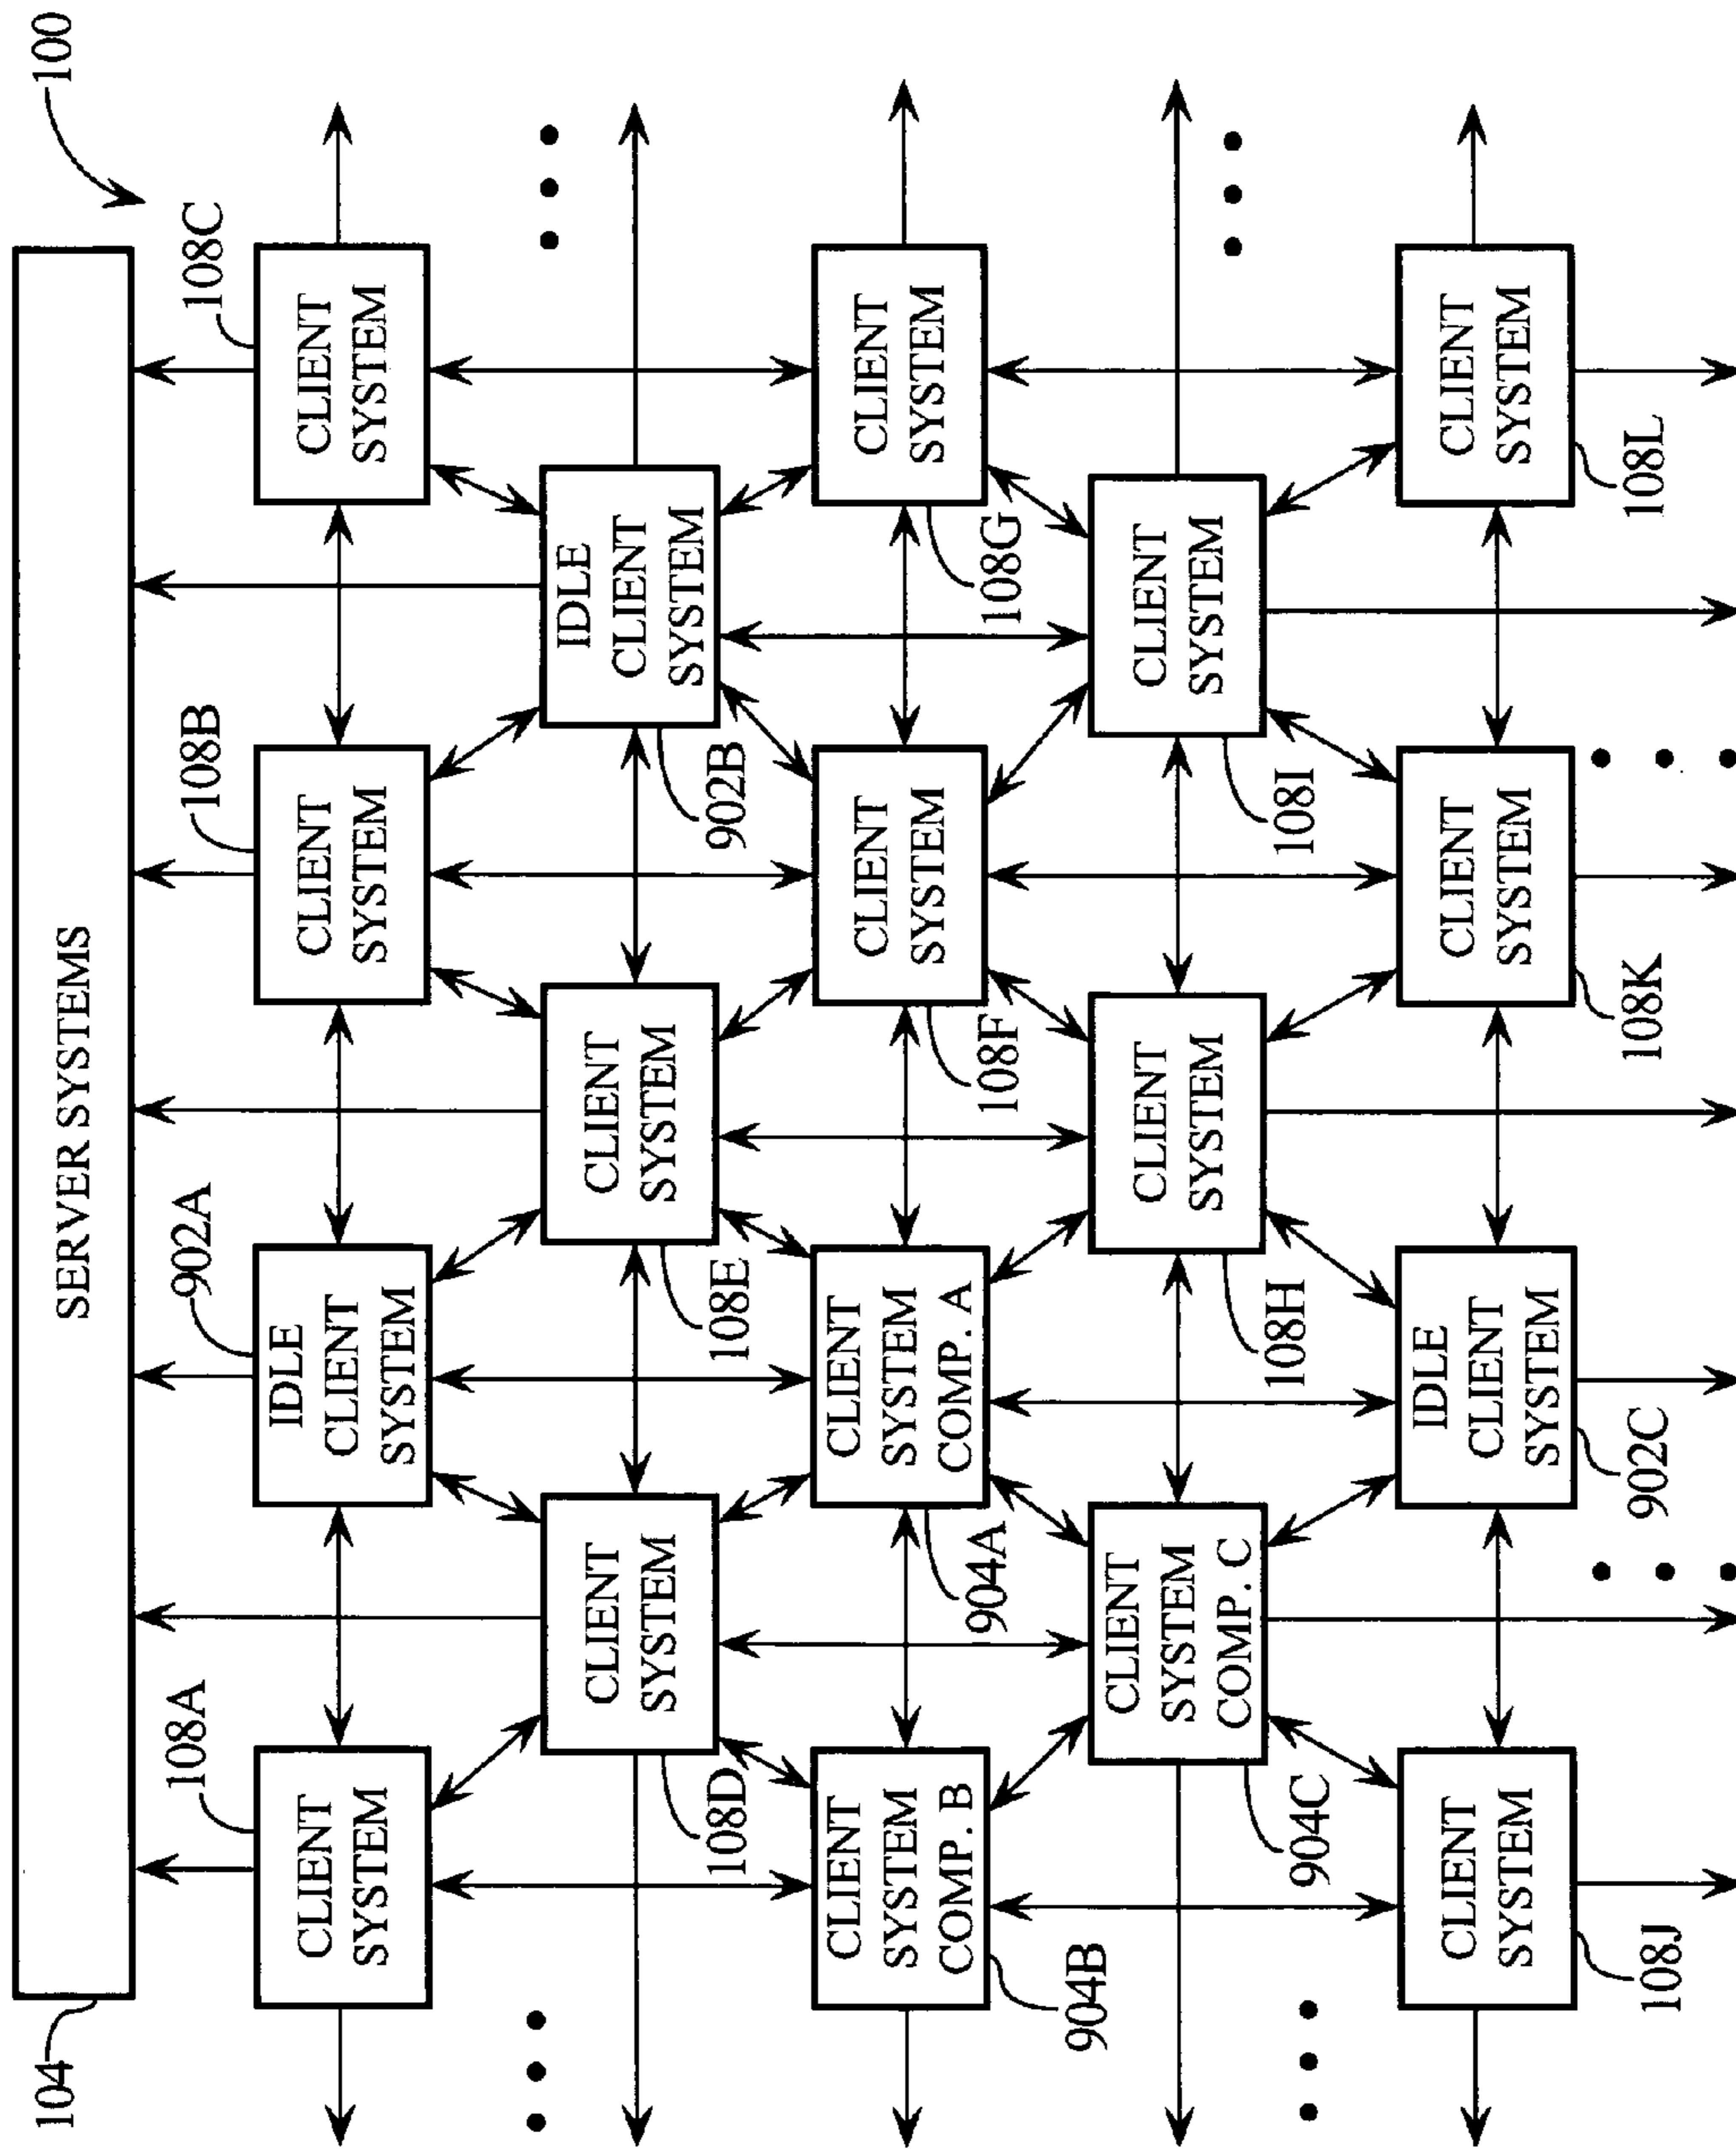 100
104
SERVER SYSTEMS
108A
902A
108B
108C
CLIENT
SYSTEM
IDLE
CLIENT
SYSTEM
CLIENT
SYSTEM
CLIENT
SYSTEM
CLIENT
SYSTEM
CLIENT
SYSTEM
IDLE
CLIENT
SYSTEM
108D
108E
902B
CLIENT
SYSTEM
COMP. B
CLIENT
SYSTEM
COMP. A
CLIENT
SYSTEM
CLIENT
SYSTEM
904B
904A
108F
108G
CLIENT
SYSTEM
COMP. C
CLIENT
SYSTEM
CLIENT
SYSTEM
904C
108H
108I
CLIENT
SYSTEM
IDLE
CLIENT
SYSTEM
CLIENT
SYSTEM
CLIENT
SYSTEM
108J
902C
108K
108L